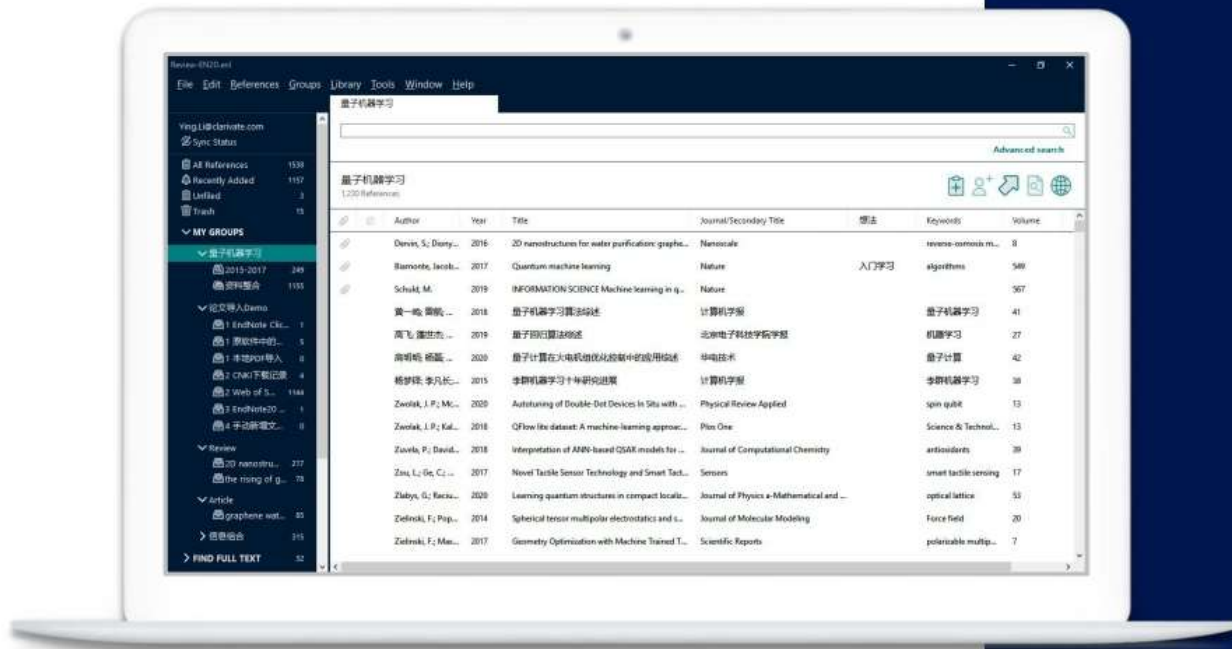 Review-EN20.enl
File Edit References Groups Library Tools Window Help
量子机器学习
Ying.Li@clarivate.com
Sync Status
Advanced search
All References 1539
Recently Added 1157
Unfiled 3
Trash 15
MY GROUPS
量子机器学习
2015-2017 249
资料整合 1155
论文导入Demo
1 EndNote Clic... 1
1 原软件中的... 5
1 本地PDF导入 0
2 CNKI下载记录 4
2 Web of S... 1144
3 EndNote20 ... 1
4 手动新增文... 0
Review
2D nanostru... 237
the rising of g... 78
Article
graphene wat... 85
信息组合 315
FIND FULL TEXT 52
量子机器学习
1,230 References
Author Year Title Journal/Secondary Title 想法 Keywords Volume
Dervin, S.; Diony... 2016 2D nanostructures for water purification: graphe... Nanoscale reverse-osmosis m... 8
Biamonte, Jacob... 2017 Quantum machine learning Nature 入门学习 algorithms 549
Schuld, M. 2019 INFORMATION SCIENCE Machine learning in q... Nature 567
黄一鸣; 雷航; ... 2018 量子机器学习算法综述 计算机学报 量子机器学习 41
高飞; 潘世杰; ... 2019 量子回归算法综述 北京电子科技学院学报 机器学习 27
2020 量子计算在火电机组优化控制中的应用综述 华电技术 量子计算 42
杨梦铎; 李凡长;... 2015 李群机器学习十年研究进展 计算机学报 李群机器学习 38
Zwolak, J. P.; Mc... 2020 Autotuning of Double-Dot Devices In Situ with ... Physical Review Applied spin qubit 13
Zwolak, J. P.; Kal... 2018 QFlow lite dataset: A machine-learning approac... Plos One Science & Technol... 13
Zuvela, P.; David... 2018 Interpretation of ANN-based QSAR models for ... Journal of Computational Chemistry antioxidants 39
Zou, L.; Ge, C.; ... 2017 Novel Tactile Sensor Technology and Smart Tact... Sensors smart tactile sensing 17
Zlabys, G.; Raciu... 2020 Learning quantum structures in compact localiz... Journal of Physics a-Mathematical and ... optical lattice 53
Zielinski, F.; Pop... 2014 Spherical tensor multipolar electrostatics and s... Journal of Molecular Modeling Force field 20
Zielinski, F.; Max... 2017 Geometry Optimization with Machine Trained T... Scientific Reports polarizable multip... 7